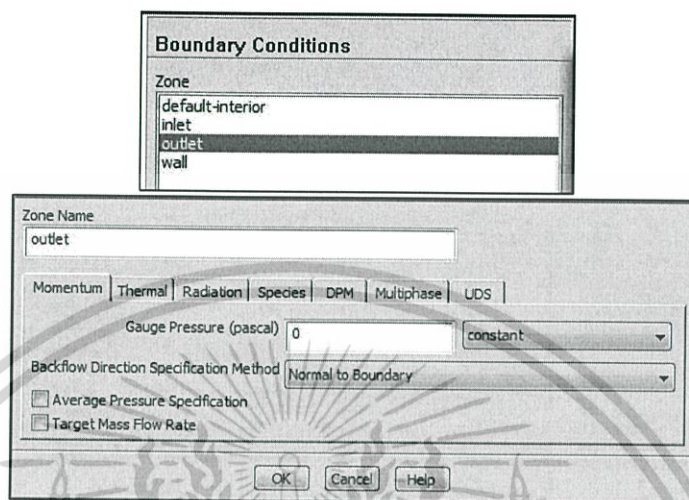 Boundary Conditions
Zone
default-interior
inlet
outlet
wall
Zone Name
outlet
Momentum Thermal Radiation Species DPM Multiphase UDS
Gauge Pressure (pascal) 0 constant
Backflow Direction Specification Method Normal to Boundary
Average Pressure Specification
Target Mass Flow Rate
OK Cancel Help